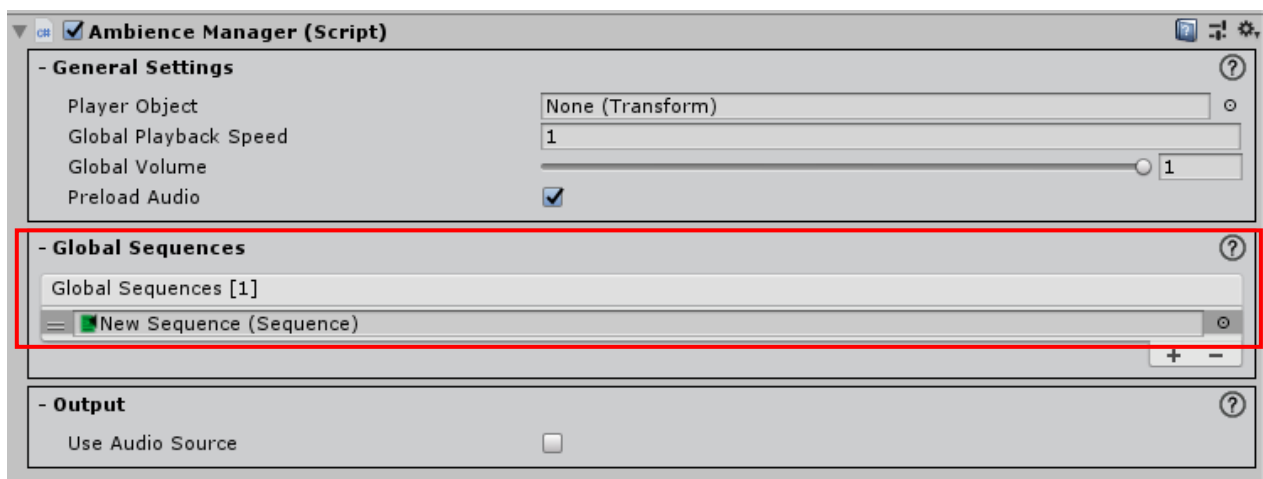 Ambience Manager (Script)
- General Settings
Player Object None (Transform)
Global Playback Speed 1
Global Volume 1
Preload Audio
- Global Sequences
Global Sequences [1]
New Sequence (Sequence)
+ −
- Output
Use Audio Source